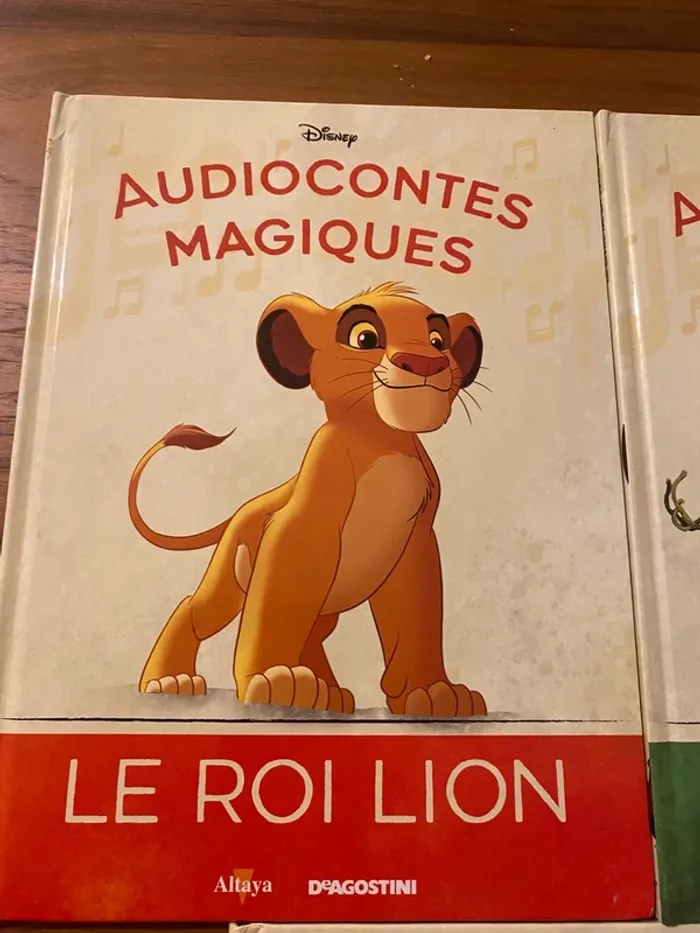 Disney
AUDIOCONTES
MAGIQUES
LE ROI LION
Altaya DeAGOSTINI
A